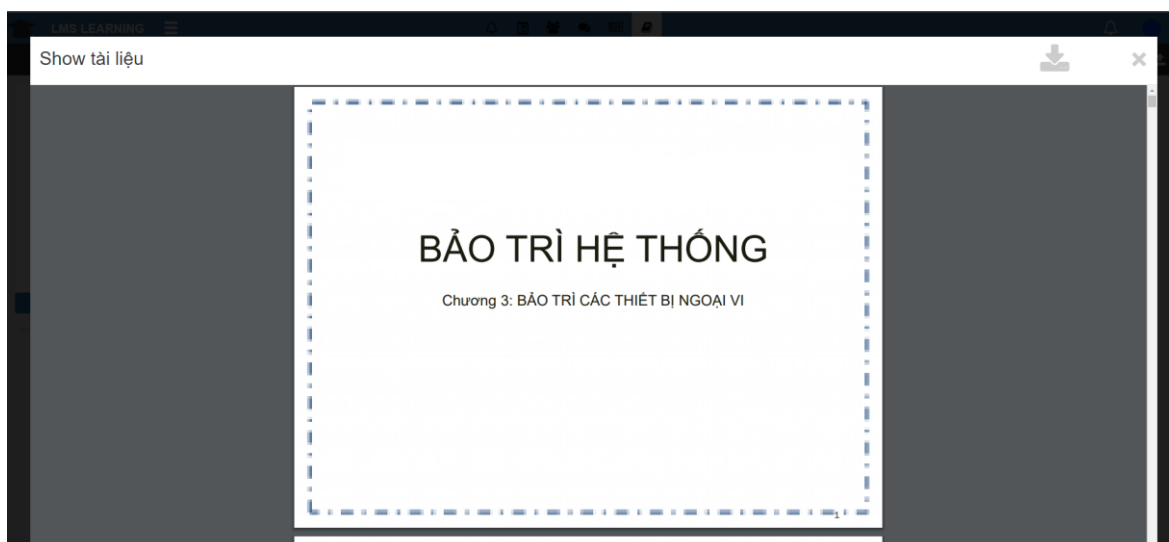 LMS LEARNING
Show tài liệu
BẢO TRÌ HỆ THỐNG
Chương 3: BẢO TRÌ CÁC THIẾT BỊ NGOẠI VI
1